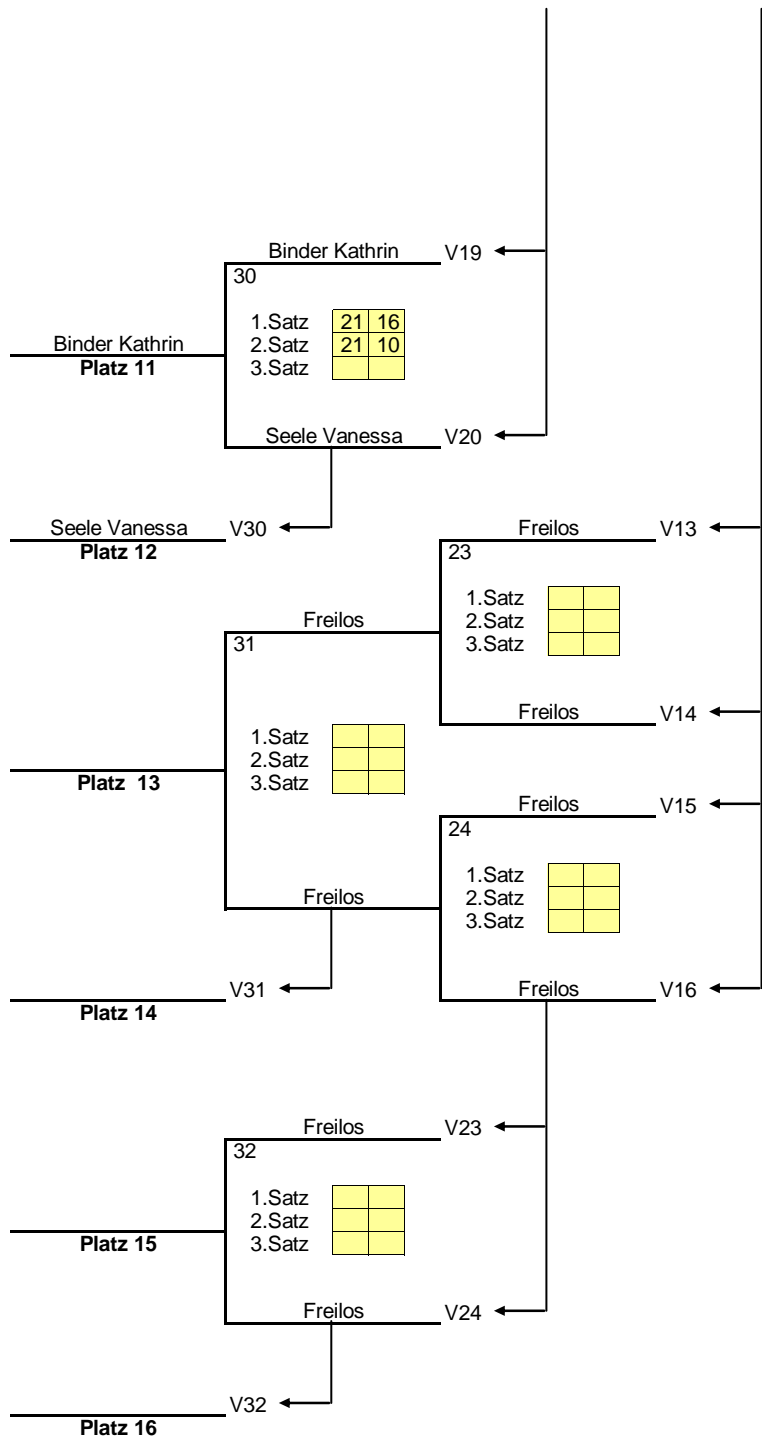 Binder Kathrin V19
30
1.Satz 21 16
Binder Kathrin 2.Satz 21 10
Platz 11 3.Satz
Seele Vanessa V20
Seele Vanessa V30 Freilos V13
Platz 12 23
1.Satz
Freilos 2.Satz
31 3.Satz
Freilos V14
1.Satz
2.Satz
Platz 13 3.Satz
Freilos V15
24
1.Satz
Freilos 2.Satz
3.Satz
V31 Freilos V16
Platz 14
Freilos V23
32
1.Satz
2.Satz
Platz 15 3.Satz
Freilos V24
V32
Platz 16